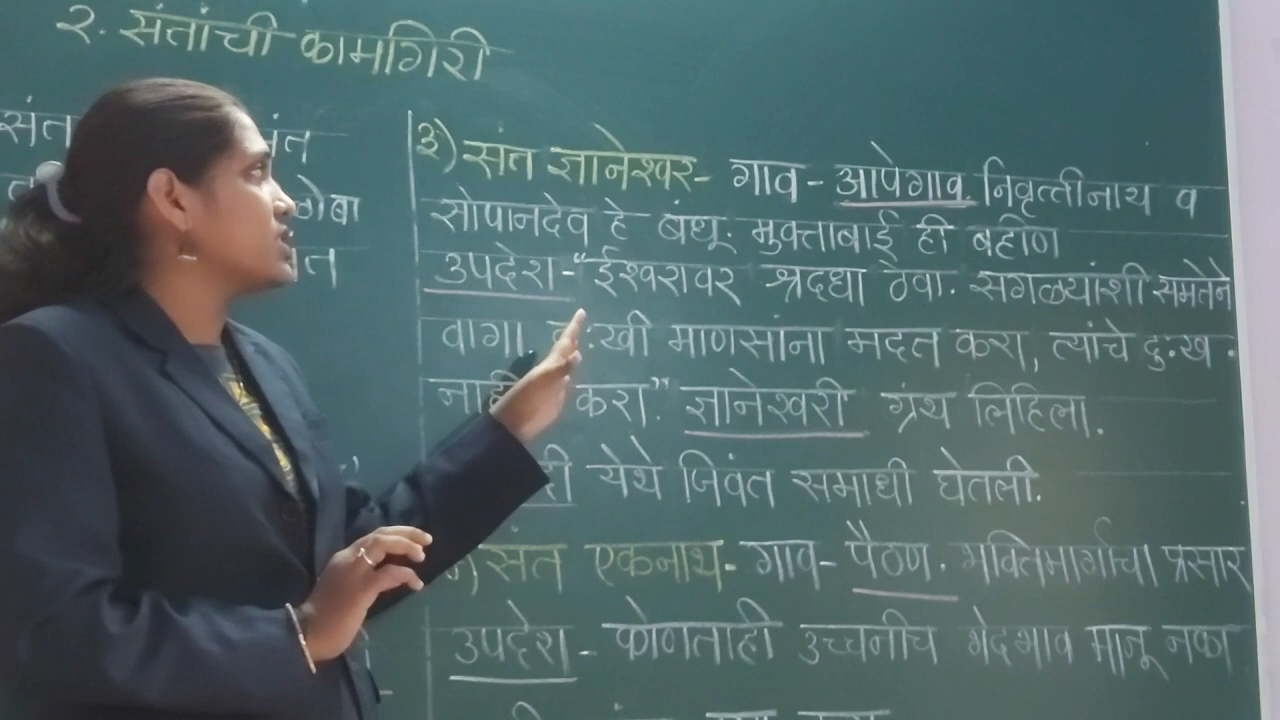 २. संतांची कामगिरी
संत
संत
ळोबा
३) संत ज्ञानेश्वर- गाव- आपेगाव. निवृत्तीनाथ व
सोपानदेव हे बंधू. मुक्ताबाई ही बहीण
उपदेश-"ईश्वरावर श्रद्धा ठेवा. सगळ्यांशी समतेने
वागा. दु:खी माणसांना मदत करा, त्यांचे दु:ख.
नाहीसे करा." ज्ञानेश्वरी ग्रंथ लिहिला.
येथे जिवंत समाधी घेतली.
संत एकनाथ- गाव- पैठण. भक्तिमार्गाचा प्रसार
उपदेश- कोणताही उच्चनीच भेदभाव मानू नका